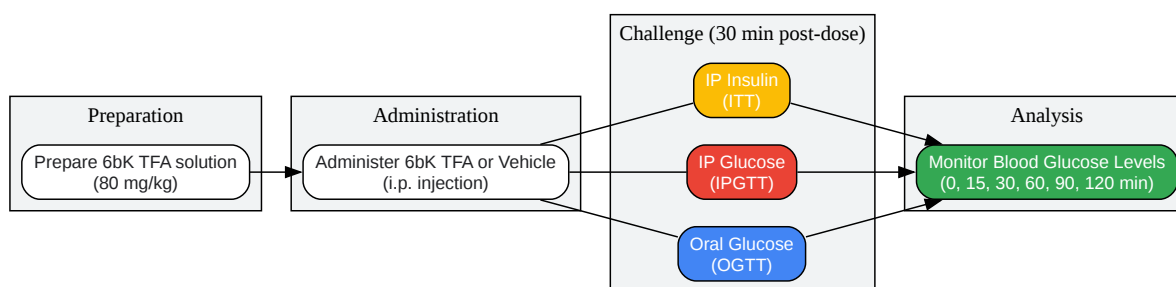 Preparation
Prepare 6bK TFA solution
(80 mg/kg)
Administration
Administer 6bK TFA or Vehicle
(i.p. injection)
Challenge (30 min post-dose)
IP Insulin
(ITT)
IP Glucose
(IPGTT)
Oral Glucose
(OGTT)
Analysis
Monitor Blood Glucose Levels
(0, 15, 30, 60, 90, 120 min)